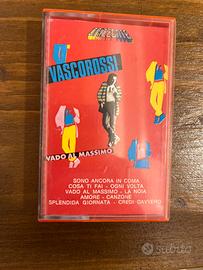 VASCOROSSI
VADO AL MASSIMO
SONO ANCORA IN COMA
COSA TI FAI - OGNI VOLTA
VADO AL MASSIMO - LA NOIA
AMORE - CANZONE
SPLENDIDA GIORNATA - CREDI DAVVERO
subito